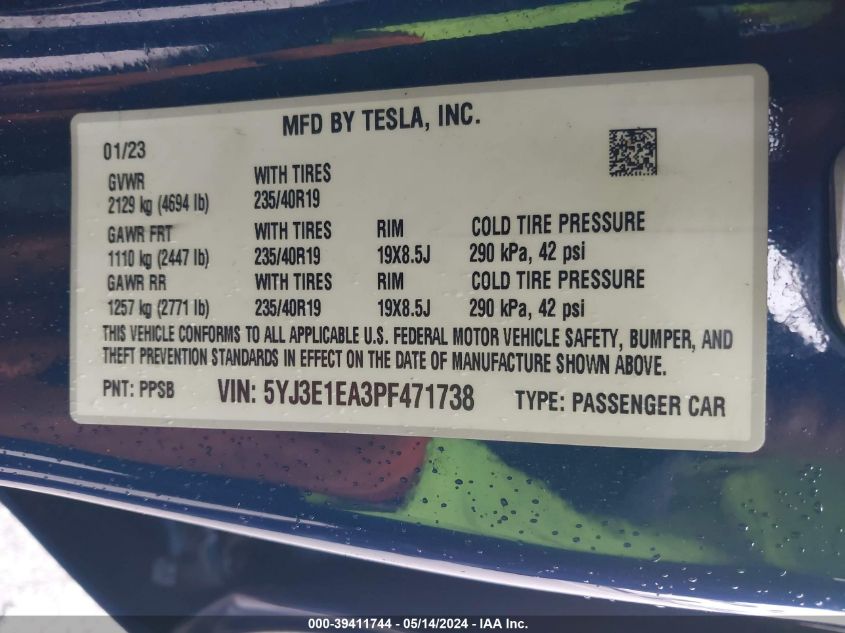 MFD BY TESLA, INC.
01/23
GVWR WITH TIRES
2129 kg (4694 lb) 235/40R19
GAWR FRT WITH TIRES RIM COLD TIRE PRESSURE
1110 kg (2447 lb) 235/40R19 19X8.5J 290 kPa, 42 psi
GAWR RR WITH TIRES RIM COLD TIRE PRESSURE
1257 kg (2771 lb) 235/40R19 19X8.5J 290 kPa, 42 psi
THIS VEHICLE CONFORMS TO ALL APPLICABLE U.S. FEDERAL MOTOR VEHICLE SAFETY, BUMPER, AND
THEFT PREVENTION STANDARDS IN EFFECT ON THE DATE OF MANUFACTURE SHOWN ABOVE.
PNT: PPSB VIN: 5YJ3E1EA3PF471738 TYPE: PASSENGER CAR
000-39411744 - 05/14/2024 - IAA Inc.